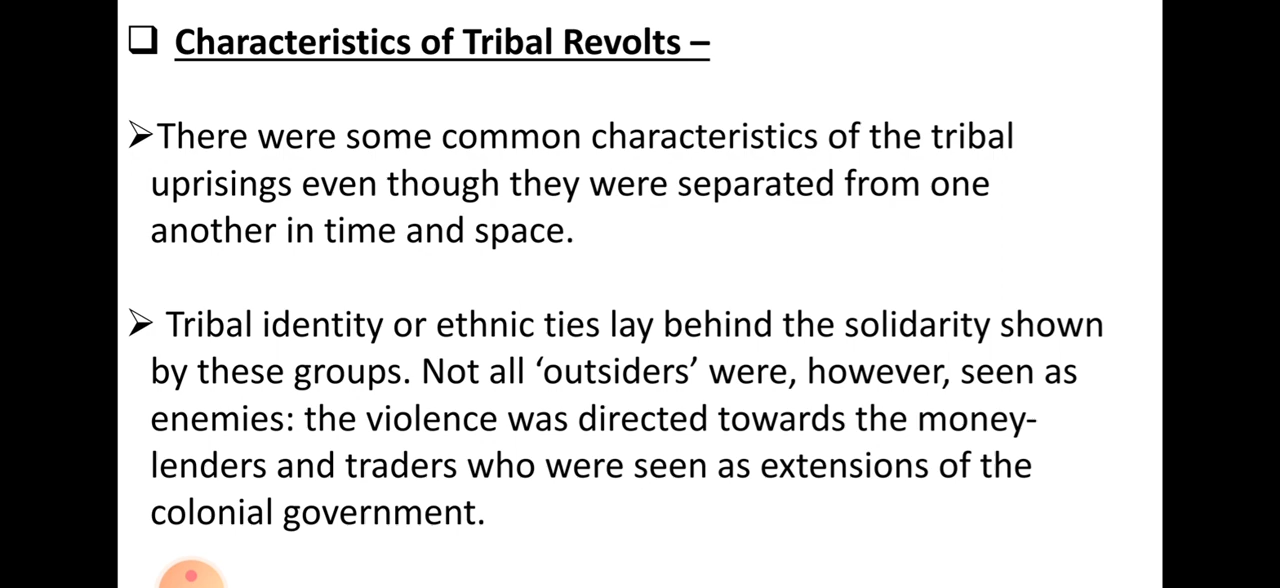 ❑ Characteristics of Tribal Revolts –
➢There were some common characteristics of the tribal
uprisings even though they were separated from one
another in time and space.
➢ Tribal identity or ethnic ties lay behind the solidarity shown
by these groups. Not all ‘outsiders’ were, however, seen as
enemies: the violence was directed towards the money-
lenders and traders who were seen as extensions of the
colonial government.